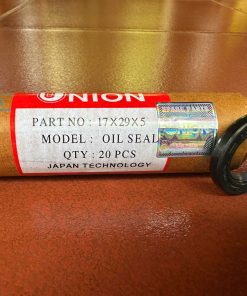 UNION
PART NO : 17X29X5
MODEL : OIL SEAL
QTY : 20 PCS
JAPAN TECHNOLOGY